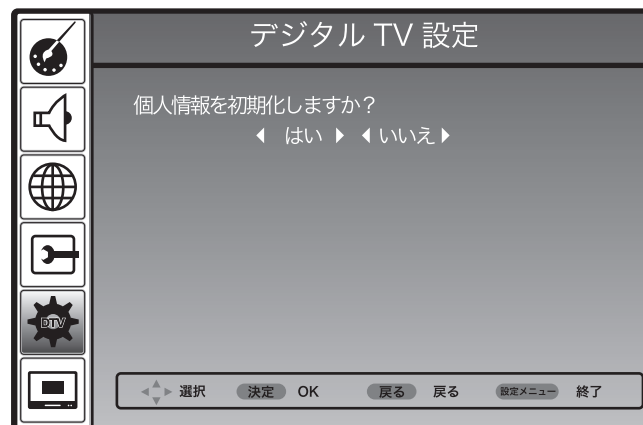 デジタル TV 設定
個人情報を初期化しますか？
はい いいえ
DTV
選択 決定 OK 戻る 戻る 設定メニュー 終了